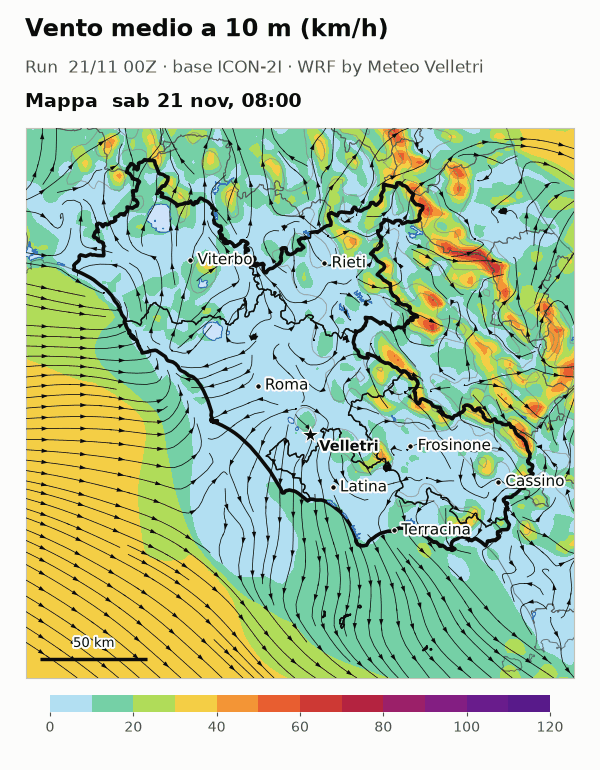 Vento medio a 10 m (km/h)
Run  21/11 00Z · base ICON-2I · WRF by Meteo Velletri
Mappa  sab 21 nov, 08:00
Viterbo
Rieti
Roma
Velletri
Frosinone
Latina
Cassino
Terracina
50 km
0 20 40 60 80 100 120